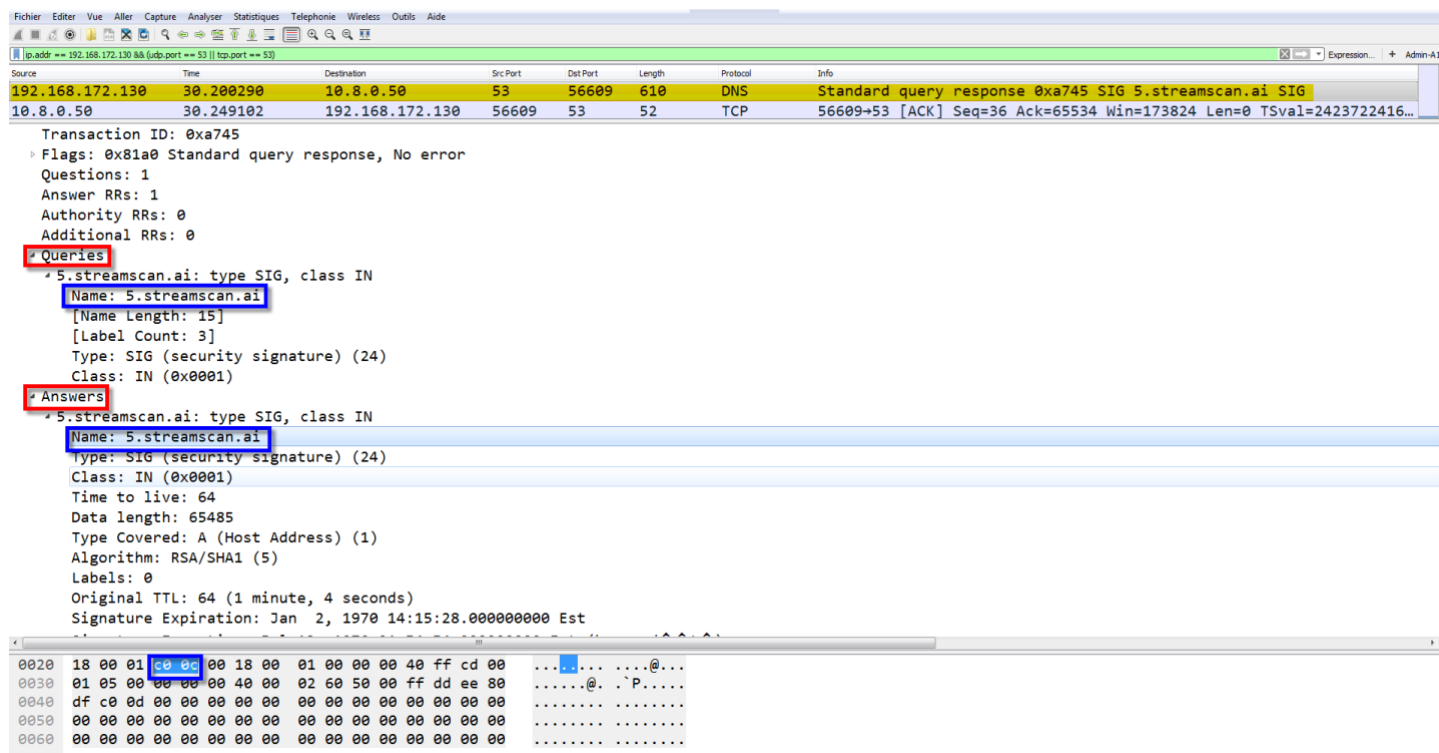 Fichier Editer Vue Aller Capture Analyser Statistiques Telephonie Wireless Outils Aide
ip.addr == 192.168.172.130 && (udp.port == 53 || tcp.port == 53)
Expression... + Admin-A1
Source Time Destination Src Port Dst Port Length Protocol Info
192.168.172.130 30.200290 10.8.0.50 53 56609 610 DNS Standard query response 0xa745 SIG 5.streamscan.ai SIG
10.8.0.50 30.249102 192.168.172.130 56609 53 52 TCP 56609→53 [ACK] Seq=36 Ack=65534 Win=173824 Len=0 TSval=2423722416…
Transaction ID: 0xa745
Flags: 0x81a0 Standard query response, No error
Questions: 1
Answer RRs: 1
Authority RRs: 0
Additional RRs: 0
Queries
5.streamscan.ai: type SIG, class IN
Name: 5.streamscan.ai
[Name Length: 15]
[Label Count: 3]
Type: SIG (security signature) (24)
Class: IN (0x0001)
Answers
5.streamscan.ai: type SIG, class IN
Name: 5.streamscan.ai
Type: SIG (security signature) (24)
Class: IN (0x0001)
Time to live: 64
Data length: 65485
Type Covered: A (Host Address) (1)
Algorithm: RSA/SHA1 (5)
Labels: 0
Original TTL: 64 (1 minute, 4 seconds)
Signature Expiration: Jan 2, 1970 14:15:28.000000000 Est
0020 18 00 01 c0 0c 00 18 00 01 00 00 00 40 ff cd 00 ........ ....@...
0030 01 05 00 00 00 00 40 00 02 60 50 00 ff dd ee 80 ......@. .`P.....
0040 df c0 0d 00 00 00 00 00 00 00 00 00 00 00 00 00 ........ ........
0050 00 00 00 00 00 00 00 00 00 00 00 00 00 00 00 00 ........ ........
0060 00 00 00 00 00 00 00 00 00 00 00 00 00 00 00 00 ........ ........